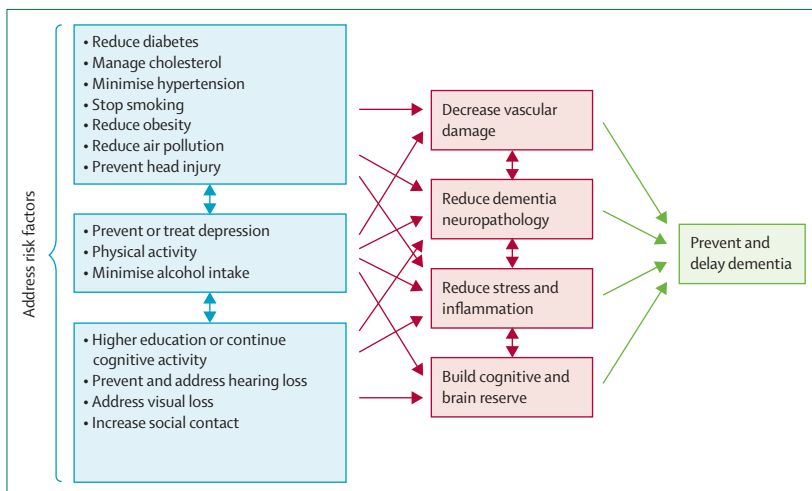 Address risk factors
• Reduce diabetes
• Manage cholesterol
• Minimise hypertension
• Stop smoking
• Reduce obesity
• Reduce air pollution
• Prevent head injury
• Prevent or treat depression
• Physical activity
• Minimise alcohol intake
• Higher education or continue
cognitive activity
• Prevent and address hearing loss
• Address visual loss
• Increase social contact
Decrease vascular
damage
Reduce dementia
neuropathology
Reduce stress and
inflammation
Build cognitive and
brain reserve
Prevent and
delay dementia